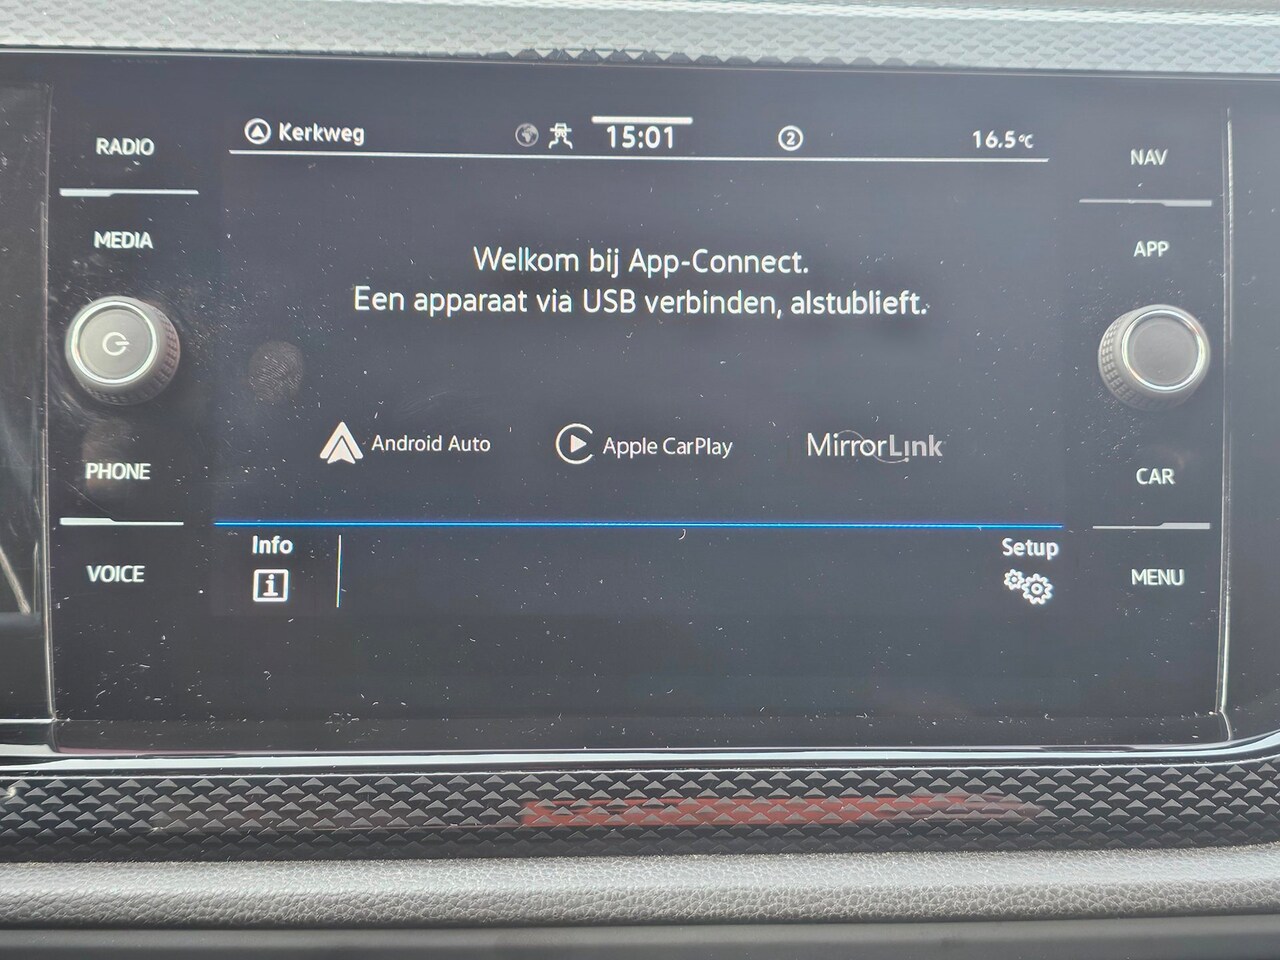 RADIO
MEDIA
PHONE
VOICE
Kerkweg
15:01
2
16.5°C
Welkom bij App-Connect.
Een apparaat via USB verbinden, alstublieft.
Android Auto
Apple CarPlay
MirrorLink
Info
i
Setup
NAV
APP
CAR
MENU